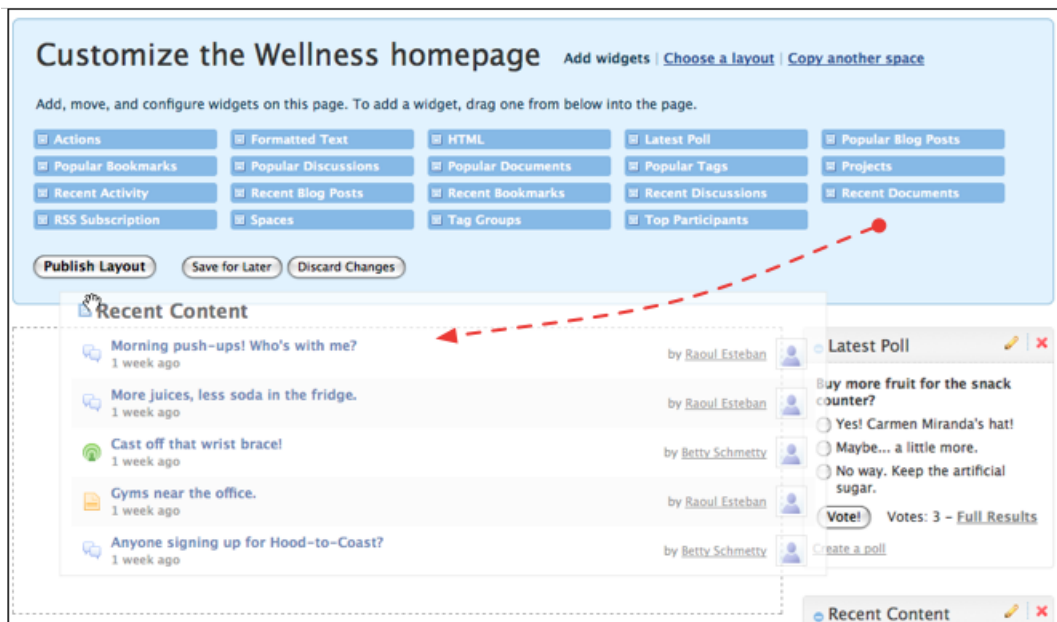 Customize the Wellness homepage Add widgets | Choose a layout | Copy another space
Add, move, and configure widgets on this page. To add a widget, drag one from below into the page.
Actions Formatted Text HTML Latest Poll Popular Blog Posts
Popular Bookmarks Popular Discussions Popular Documents Popular Tags Projects
Recent Activity Recent Blog Posts Recent Bookmarks Recent Discussions Recent Documents
RSS Subscription Spaces Tag Groups Top Participants
Publish Layout Save for Later Discard Changes
Recent Content
Morning push-ups! Who's with me?
1 week ago
by Raoul Esteban
More juices, less soda in the fridge.
1 week ago
by Raoul Esteban
Cast off that wrist brace!
1 week ago
by Betty Schmetty
Gyms near the office.
1 week ago
by Raoul Esteban
Anyone signing up for Hood-to-Coast?
1 week ago
by Betty Schmetty
Latest Poll
Buy more fruit for the snack
counter?
Yes! Carmen Miranda's hat!
Maybe... a little more.
No way. Keep the artificial
sugar.
Vote! Votes: 3 – Full Results
Create a poll
Recent Content